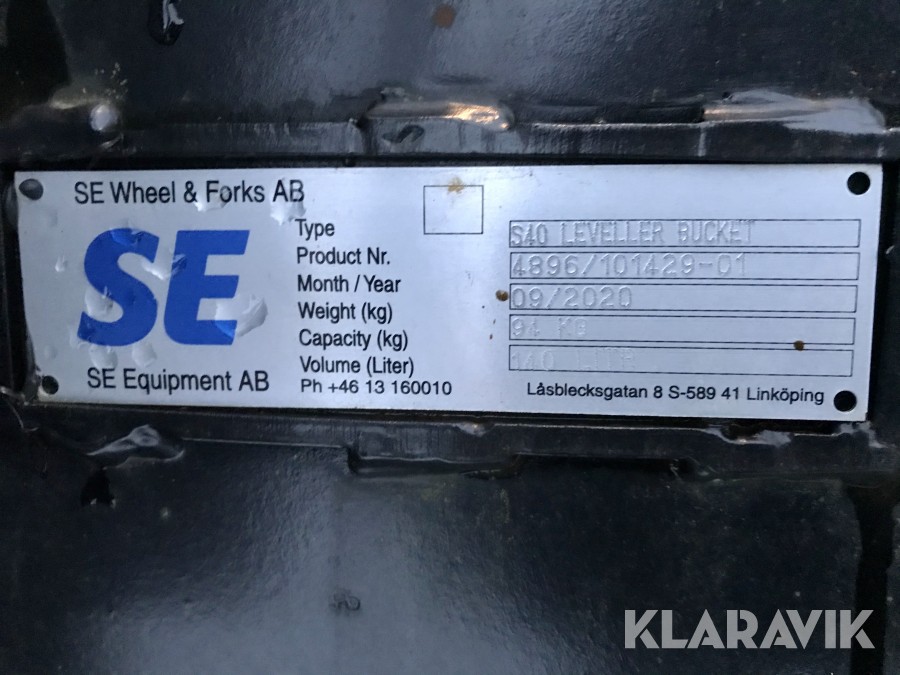 SE Wheel & Forks AB
SE
SE Equipment AB
Type
Product Nr.
Month / Year
Weight (kg)
Capacity (kg)
Volume (Liter)
Ph +46 13 160010
S40 LEVELLER BUCKET
4896/101429-01
09/2020
94 KG
140 LITR
Låsblecksgatan 8 S-589 41 Linköping
KLARAVIK